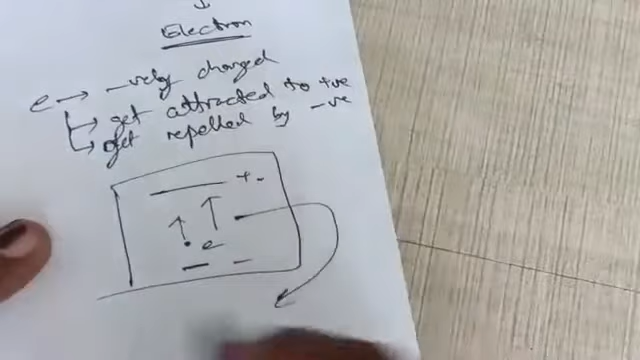 Electron
e → -vely charged
↳ get attracted to +ve
↳ get repelled by -ve
+
e-